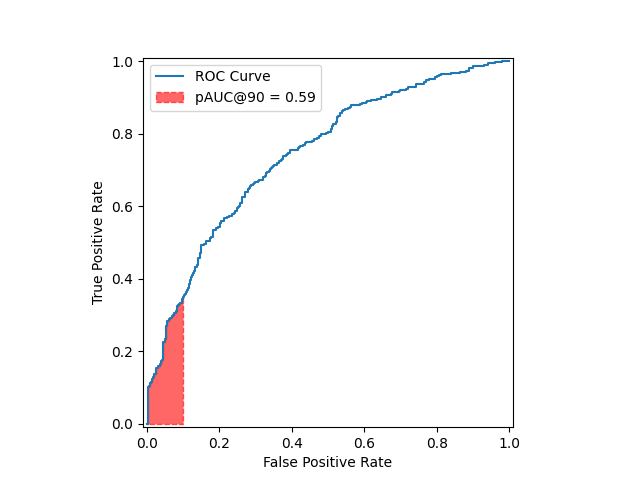 ROC Curve
pAUC@90 = 0.59
1.0
0.8
0.6
0.4
0.2
0.0
True Positive Rate
0.0 0.2 0.4 0.6 0.8 1.0
False Positive Rate